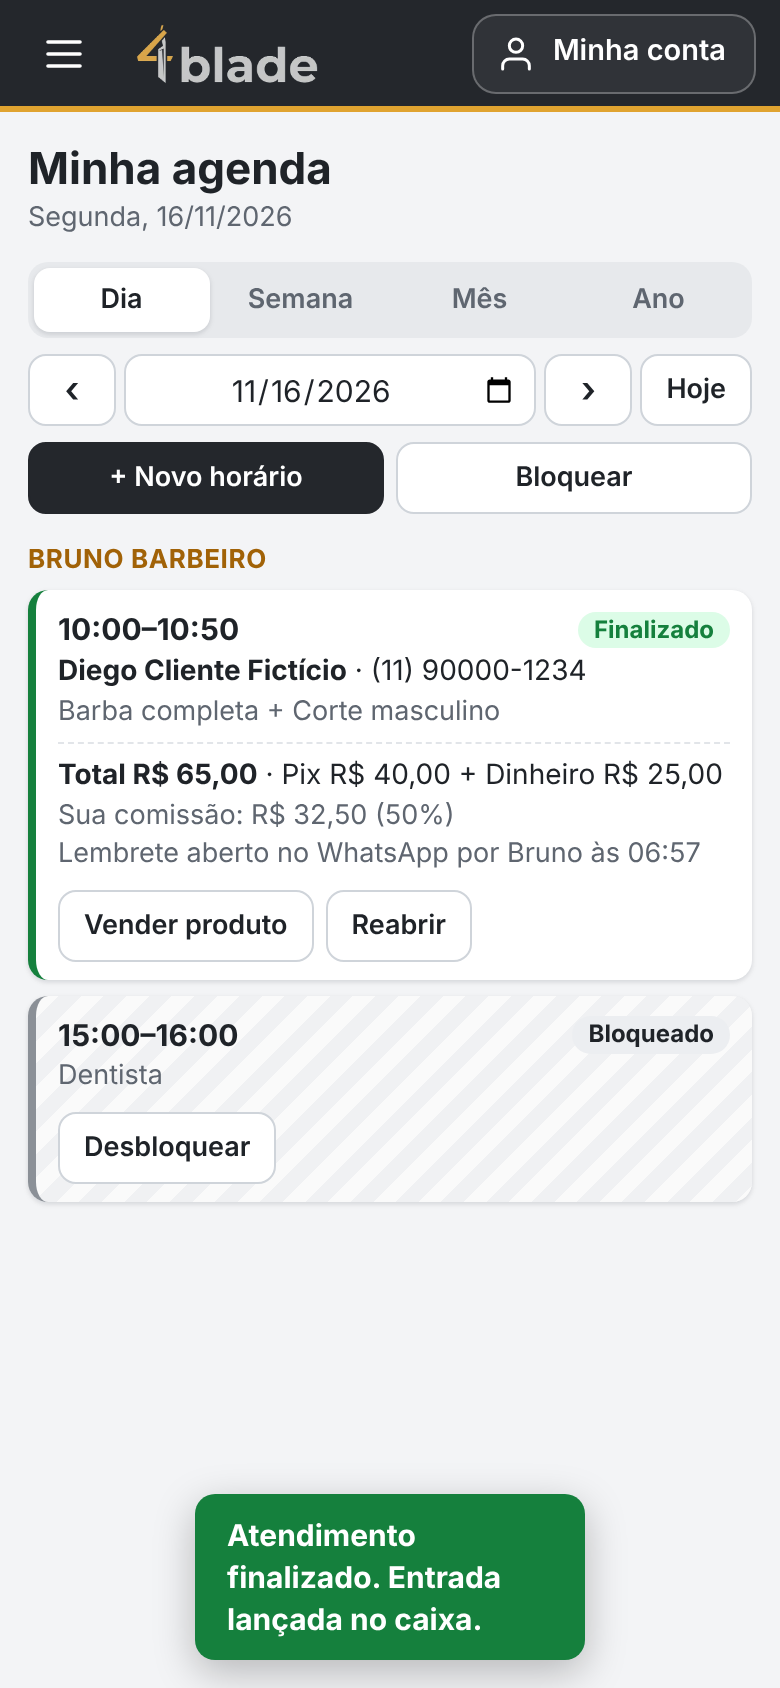 4blade
Minha conta
Minha agenda
Segunda, 16/11/2026
Dia Semana Mês Ano
‹ 11/16/2026 › Hoje
+ Novo horário Bloquear
BRUNO BARBEIRO
10:00–10:50 Finalizado
Diego Cliente Fictício · (11) 90000-1234
Barba completa + Corte masculino
Total R$ 65,00 · Pix R$ 40,00 + Dinheiro R$ 25,00
Sua comissão: R$ 32,50 (50%)
Lembrete aberto no WhatsApp por Bruno às 06:57
Vender produto Reabrir
15:00–16:00 Bloqueado
Dentista
Desbloquear
Atendimento
finalizado. Entrada
lançada no caixa.